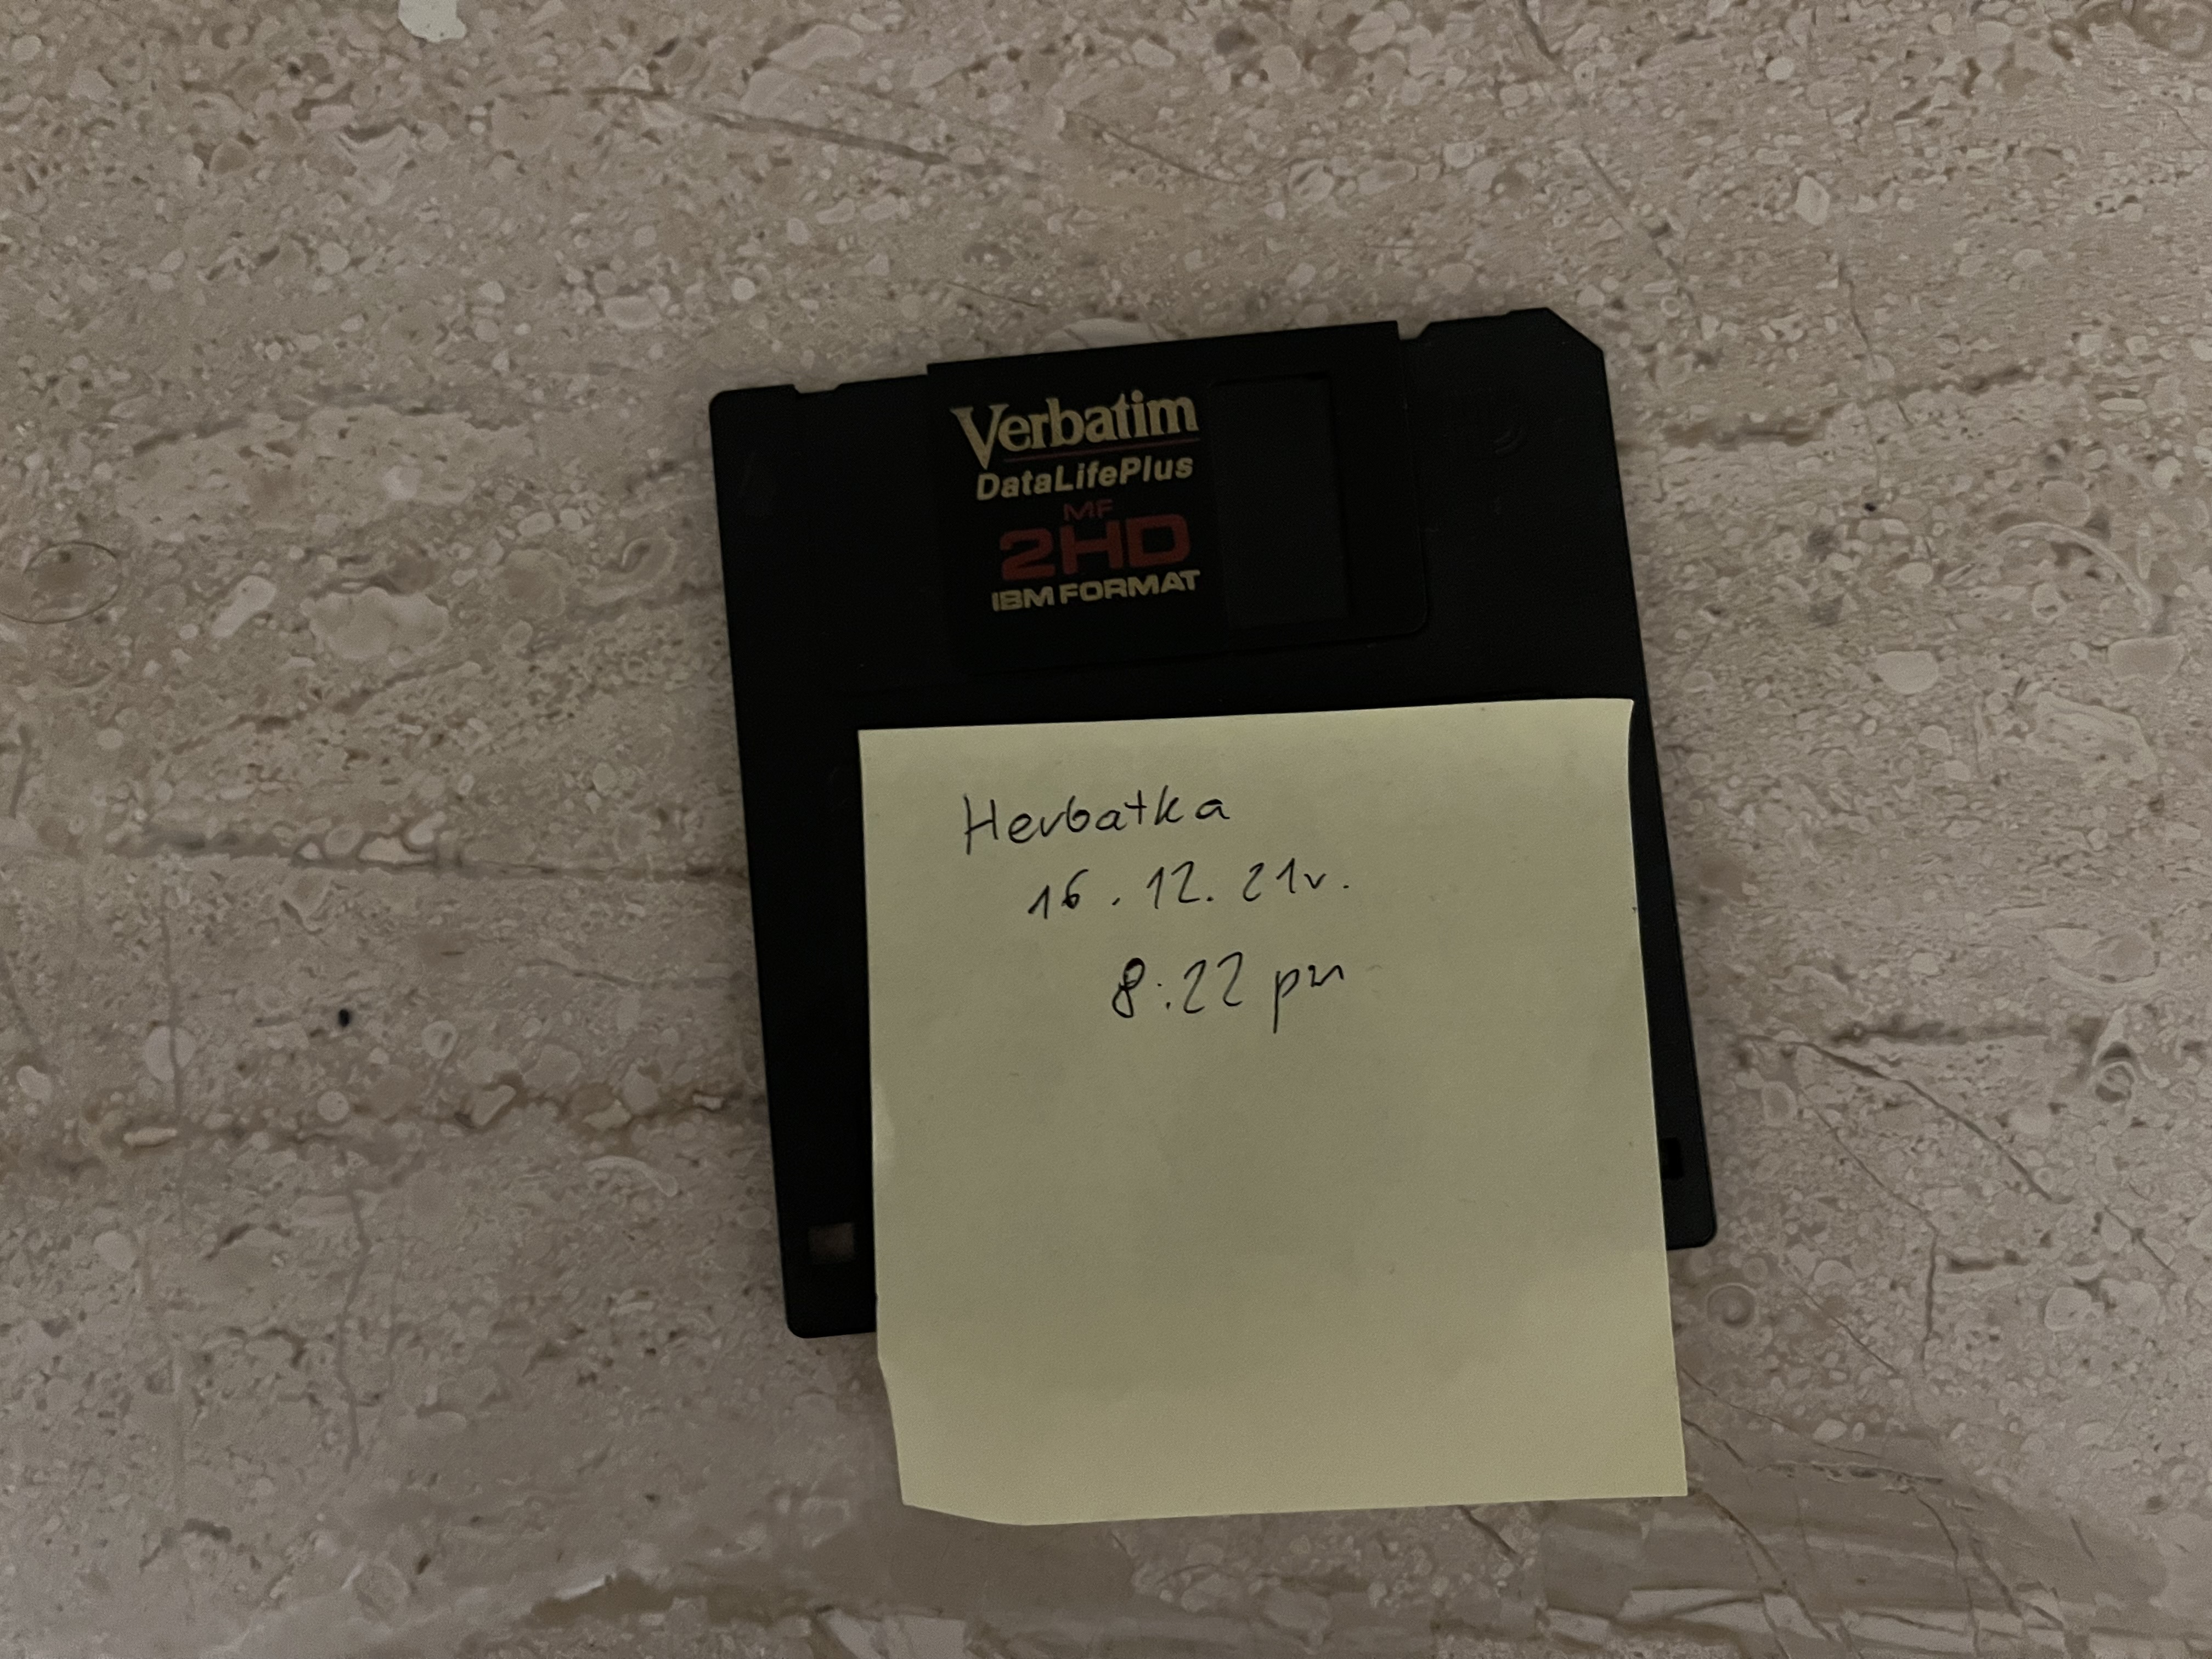 Verbatim
DataLifePlus
MF
2HD
IBM FORMAT
Herbatka
16.12.21r.
8:22 pm